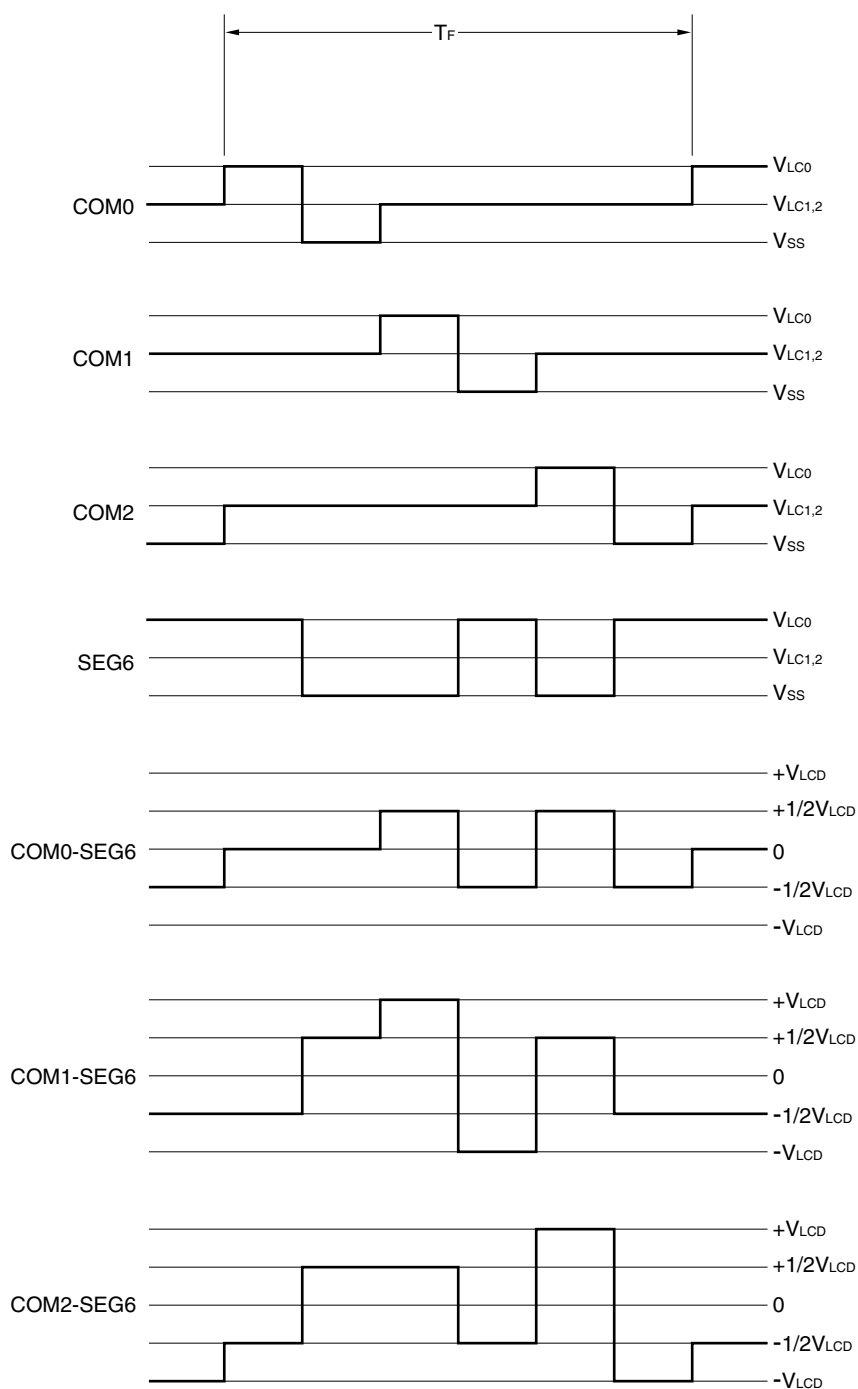 TF
VLC0
COM0
VLC1,2
VSS
VLC0
COM1
VLC1,2
VSS
VLC0
COM2
VLC1,2
VSS
VLC0
SEG6
VLC1,2
VSS
+VLCD
+1/2VLCD
COM0-SEG6
0
-1/2VLCD
-VLCD
+VLCD
+1/2VLCD
COM1-SEG6
0
-1/2VLCD
-VLCD
+VLCD
+1/2VLCD
COM2-SEG6
0
-1/2VLCD
-VLCD